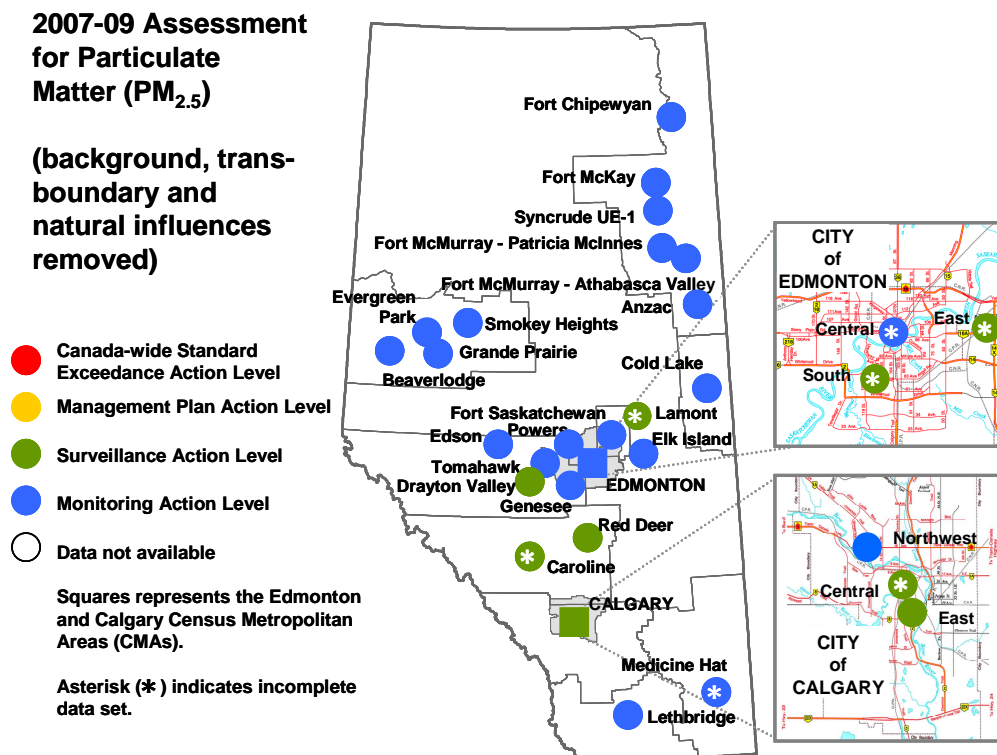 2007-09 Assessment
for Particulate
Matter (PM2.5)
(background, trans-
boundary and
natural influences
removed)
Canada-wide Standard
Exceedance Action Level
Management Plan Action Level
Surveillance Action Level
Monitoring Action Level
Data not available
Squares represents the Edmonton
and Calgary Census Metropolitan
Areas (CMAs).
Asterisk (*) indicates incomplete
data set.
Fort Chipewyan
Fort McKay
Syncrude UE-1
Fort McMurray - Patricia McInnes
Fort McMurray - Athabasca Valley
Anzac
Evergreen
Park
Smokey Heights
Grande Prairie
Beaverlodge
Cold Lake
Fort Saskatchewan
Lamont
Powers
Edson
Elk Island
Tomahawk
Drayton Valley
EDMONTON
Genesee
Red Deer
Caroline
CALGARY
Medicine Hat
Lethbridge
CITY
of
EDMONTON
Central
East
South
Northwest
Central
East
CITY
of
CALGARY